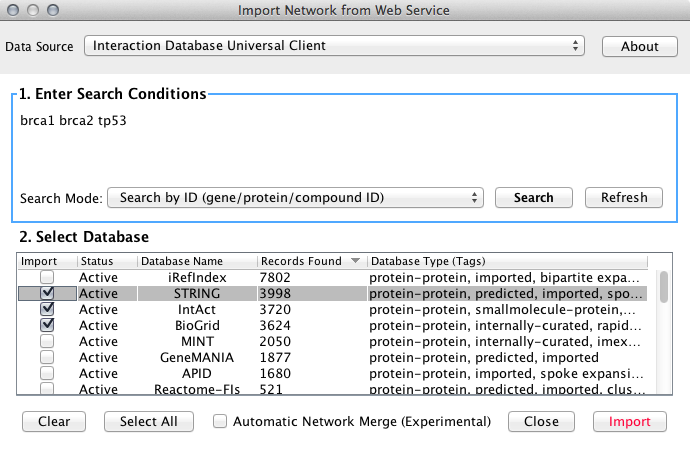 Import Network from Web Service
Data Source Interaction Database Universal Client About
1. Enter Search Conditions
brca1 brca2 tp53
Search Mode: Search by ID (gene/protein/compound ID) Search Refresh
2. Select Database
Import Status Database Name Records Found Database Type (Tags)
Active iRefIndex 7802 protein-protein, imported, bipartite expa...
Active STRING 3998 protein-protein, predicted, imported, spo...
Active IntAct 3720 protein-protein, smallmolecule-protein,...
Active BioGrid 3624 protein-protein, internally-curated, rapid...
Active MINT 2050 protein-protein, internally-curated, imex...
Active GeneMANIA 1877 protein-protein, predicted, imported
Active APID 1680 protein-protein, imported, spoke expansi...
Active Reactome-FIs 521 protein-protein, predicted, imported, clus...
Clear Select All Automatic Network Merge (Experimental) Close Import